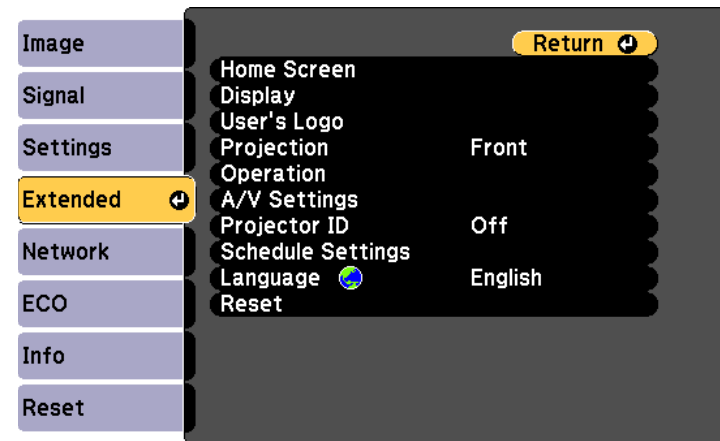 Image
Signal
Settings
Extended
Network
ECO
Info
Reset
Return
Home Screen
Display
User's Logo
Projection Front
Operation
A/V Settings
Projector ID Off
Schedule Settings
Language English
Reset